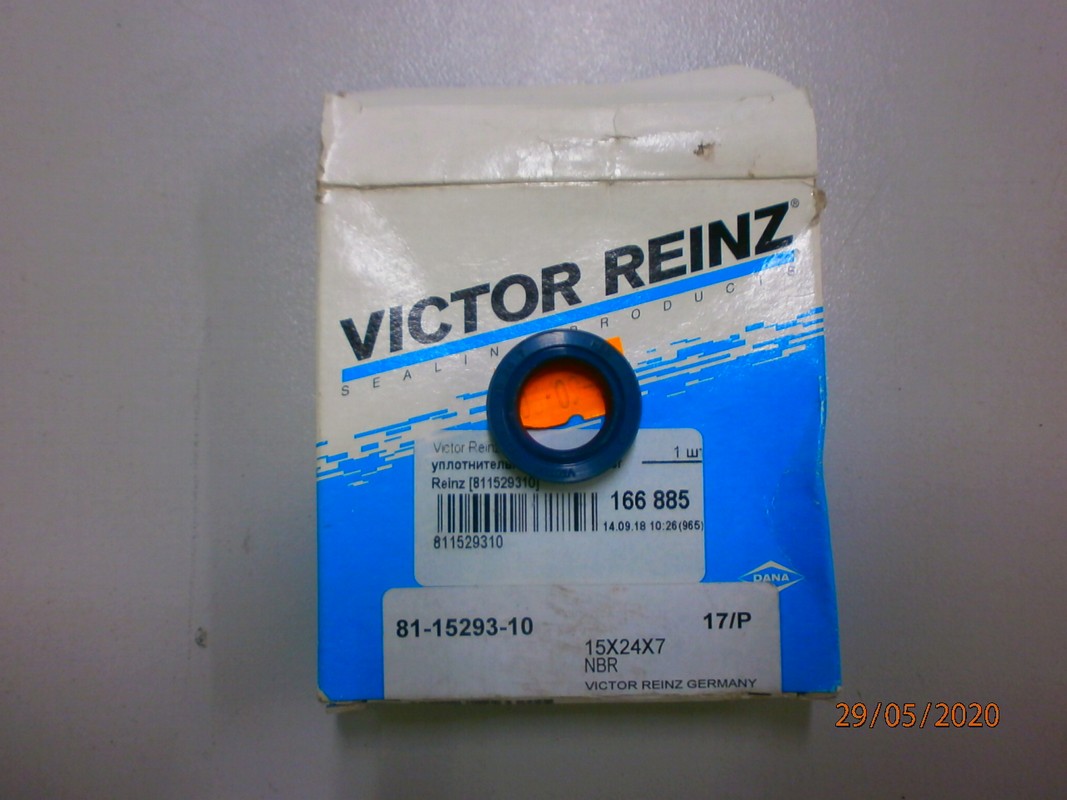 VICTOR REINZ®
SEALIN PRODUCTS
Victor Reinz
1 шт
уплотнитель
Reinz [811529310]
166 885
14.09.18 10:26(965)
811529310
DANA
81-15293-10
17/P
15X24X7
NBR
VICTOR REINZ GERMANY
29/05/2020